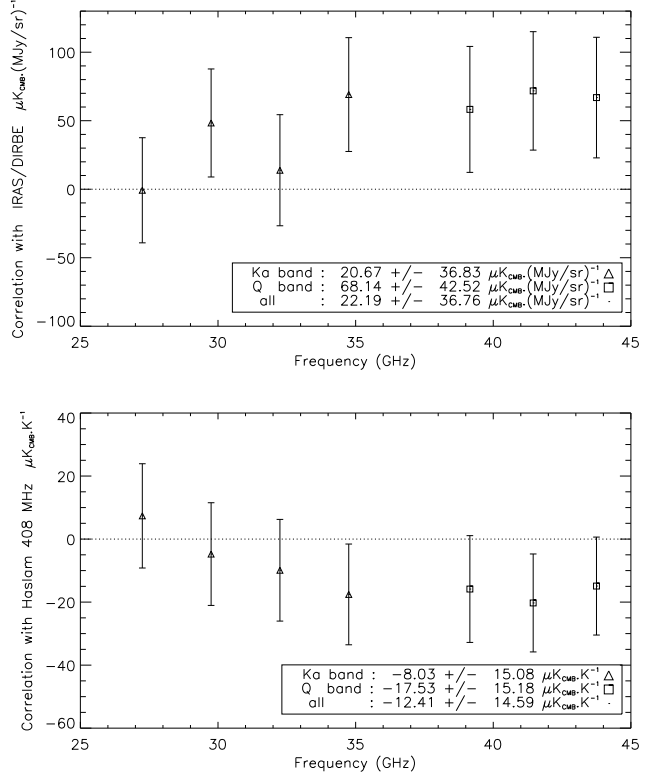 Correlation with IRAS/DIRBE μK_CMB.(MJy/sr)⁻¹
100
50
0
−50
−100
Ka band : 20.67 +/− 36.83 μK_CMB.(MJy/sr)⁻¹ △
Q band : 68.14 +/− 42.52 μK_CMB.(MJy/sr)⁻¹ □
all : 22.19 +/− 36.76 μK_CMB.(MJy/sr)⁻¹ ·
25 30 35 40 45
Frequency (GHz)
Correlation with Haslam 408 MHz μK_CMB.K⁻¹
40
20
0
−20
−40
−60
Ka band : −8.03 +/− 15.08 μK_CMB.K⁻¹ △
Q band : −17.53 +/− 15.18 μK_CMB.K⁻¹ □
all : −12.41 +/− 14.59 μK_CMB.K⁻¹ ·
25 30 35 40 45
Frequency (GHz)